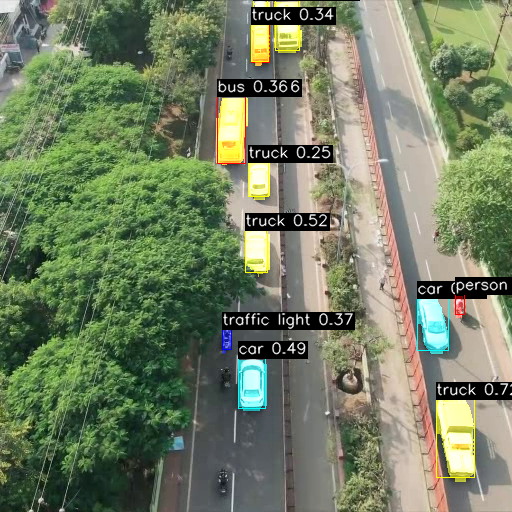 truck 0.34
bus 0.366
truck 0.25
truck 0.52
car
person
traffic light 0.37
car 0.49
truck 0.72